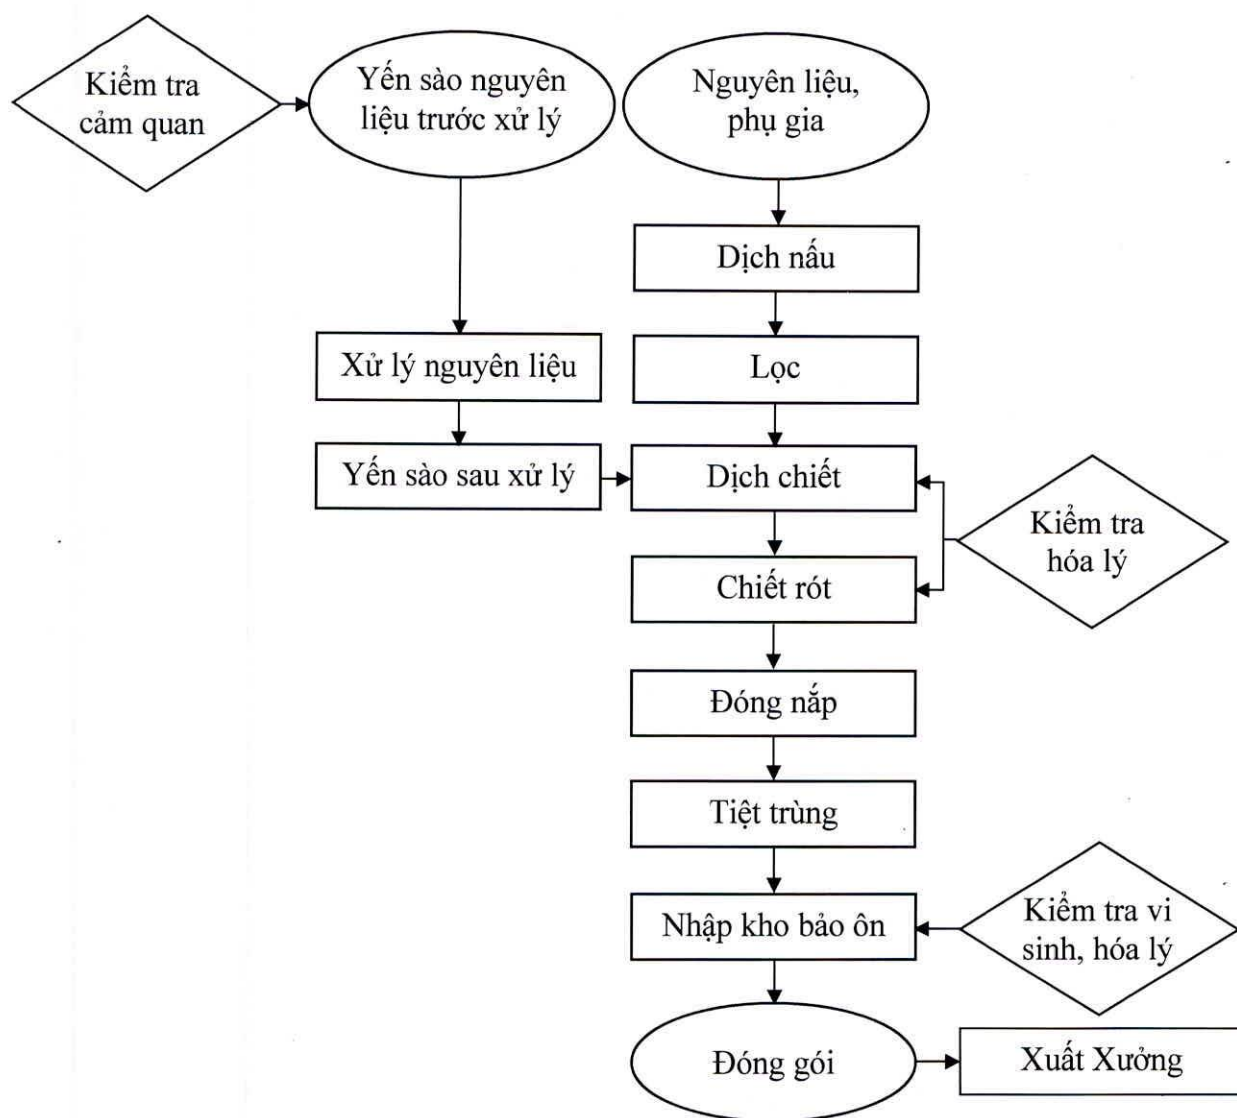 Kiểm tra
cảm quan
Yến sào nguyên
liệu trước xử lý
Nguyên liệu,
phụ gia
Dịch nấu
Xử lý nguyên liệu
Lọc
Yến sào sau xử lý
Dịch chiết
Kiểm tra
hóa lý
Chiết rót
Đóng nắp
Tiệt trùng
Nhập kho bảo ôn
Kiểm tra vi
sinh, hóa lý
Đóng gói
Xuất Xưởng